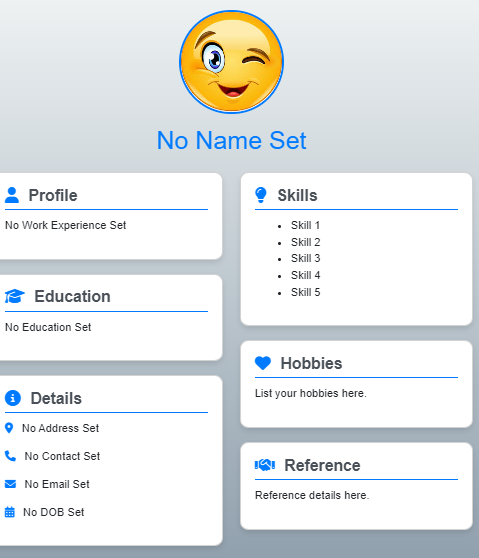 No Name Set
Profile
No Work Experience Set
Education
No Education Set
Details
No Address Set
No Contact Set
No Email Set
No DOB Set
Skills
Skill 1
Skill 2
Skill 3
Skill 4
Skill 5
Hobbies
List your hobbies here.
Reference
Reference details here.